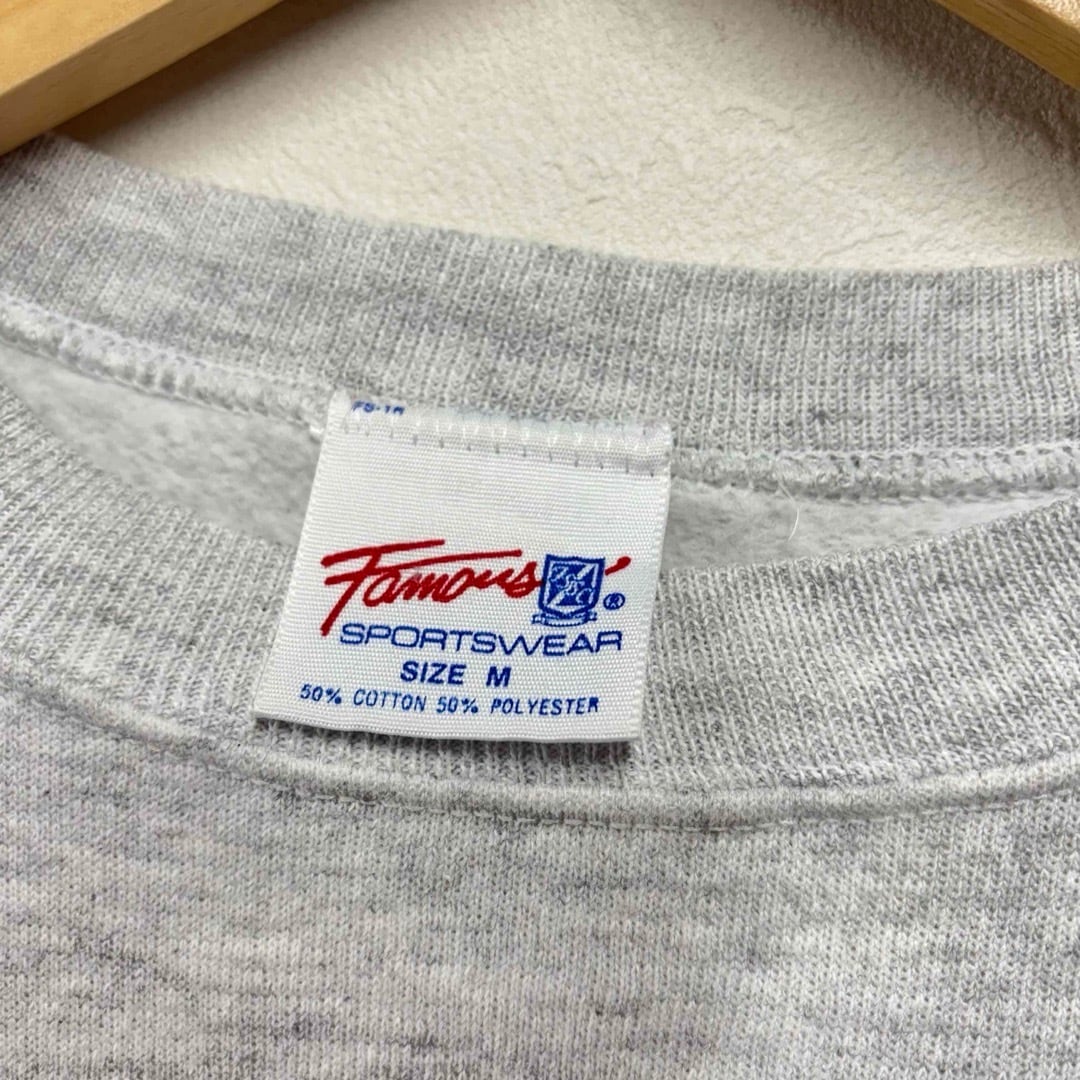 Famous ®
SPORTSWEAR
SIZE M
50% COTTON 50% POLYESTER